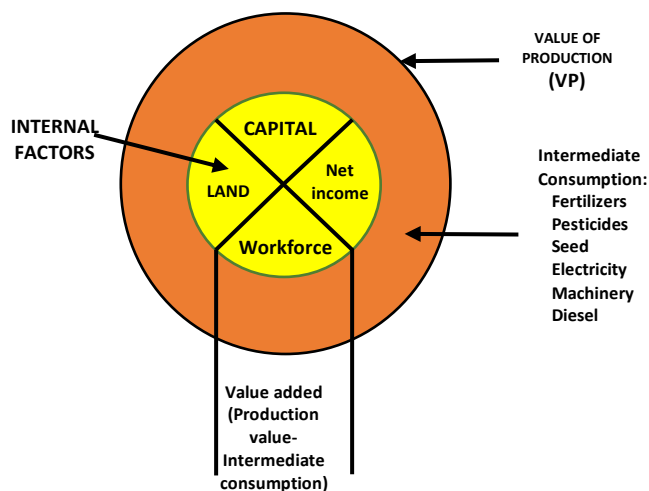 VALUE OF
PRODUCTION
(VP)
INTERNAL
FACTORS
CAPITAL
LAND
Net
income
Workforce
Intermediate
Consumption:
Fertilizers
Pesticides
Seed
Electricity
Machinery
Diesel
Value added
(Production
value-
Intermediate
consumption)